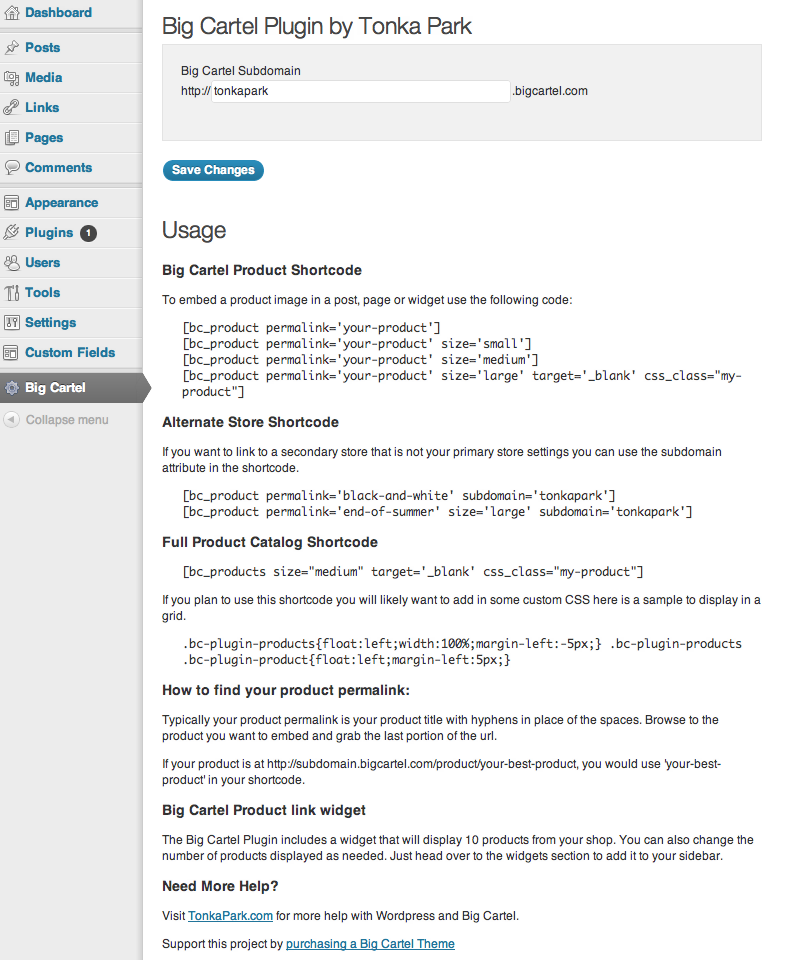 Dashboard
Posts
Media
Links
Pages
Comments
Appearance
Plugins 1
Users
Tools
Settings
Custom Fields
Big Cartel
Collapse menu
Big Cartel Plugin by Tonka Park
Big Cartel Subdomain
http:// tonkapark .bigcartel.com
Save Changes
Usage
Big Cartel Product Shortcode
To embed a product image in a post, page or widget use the following code:
[bc_product permalink='your-product']
[bc_product permalink='your-product' size='small']
[bc_product permalink='your-product' size='medium']
[bc_product permalink='your-product' size='large' target='_blank' css_class="my-
product"]
Alternate Store Shortcode
If you want to link to a secondary store that is not your primary store settings you can use the subdomain
attribute in the shortcode.
[bc_product permalink='black-and-white' subdomain='tonkapark']
[bc_product permalink='end-of-summer' size='large' subdomain='tonkapark']
Full Product Catalog Shortcode
[bc_products size="medium" target='_blank' css_class="my-product"]
If you plan to use this shortcode you will likely want to add in some custom CSS here is a sample to display in a
grid.
.bc-plugin-products{float:left;width:100%;margin-left:-5px;} .bc-plugin-products
.bc-plugin-product{float:left;margin-left:5px;}
How to find your product permalink:
Typically your product permalink is your product title with hyphens in place of the spaces. Browse to the
product you want to embed and grab the last portion of the url.
If your product is at http://subdomain.bigcartel.com/product/your-best-product, you would use 'your-best-
product' in your shortcode.
Big Cartel Product link widget
The Big Cartel Plugin includes a widget that will display 10 products from your shop. You can also change the
number of products displayed as needed. Just head over to the widgets section to add it to your sidebar.
Need More Help?
Visit TonkaPark.com for more help with Wordpress and Big Cartel.
Support this project by purchasing a Big Cartel Theme